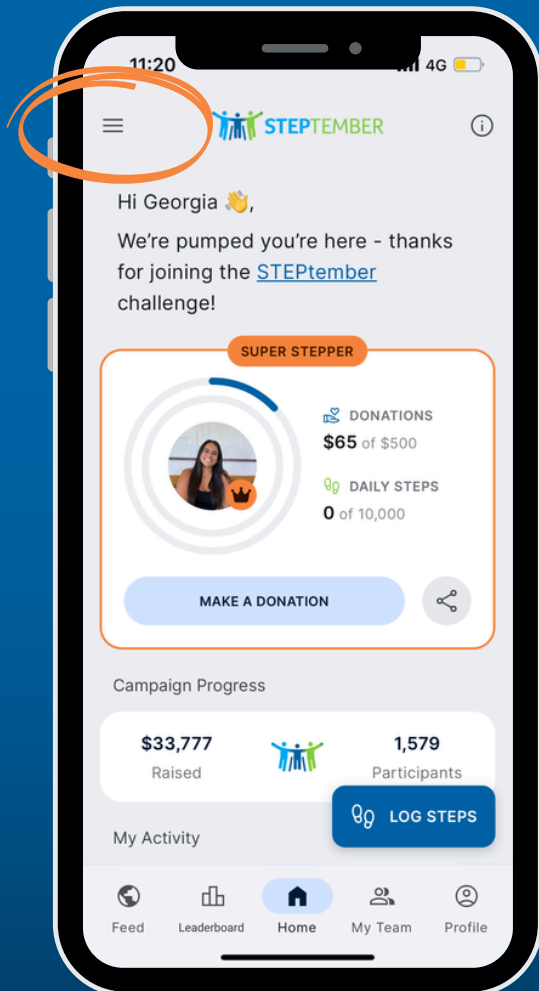 11:20
4G
STEPTEMBER
Hi Georgia 👋,
We're pumped you're here - thanks
for joining the STEPtember
challenge!
SUPER STEPPER
DONATIONS
$65 of $500
DAILY STEPS
0 of 10,000
MAKE A DONATION
Campaign Progress
$33,777
Raised
1,579
Participants
LOG STEPS
My Activity
Feed
Leaderboard
Home
My Team
Profile